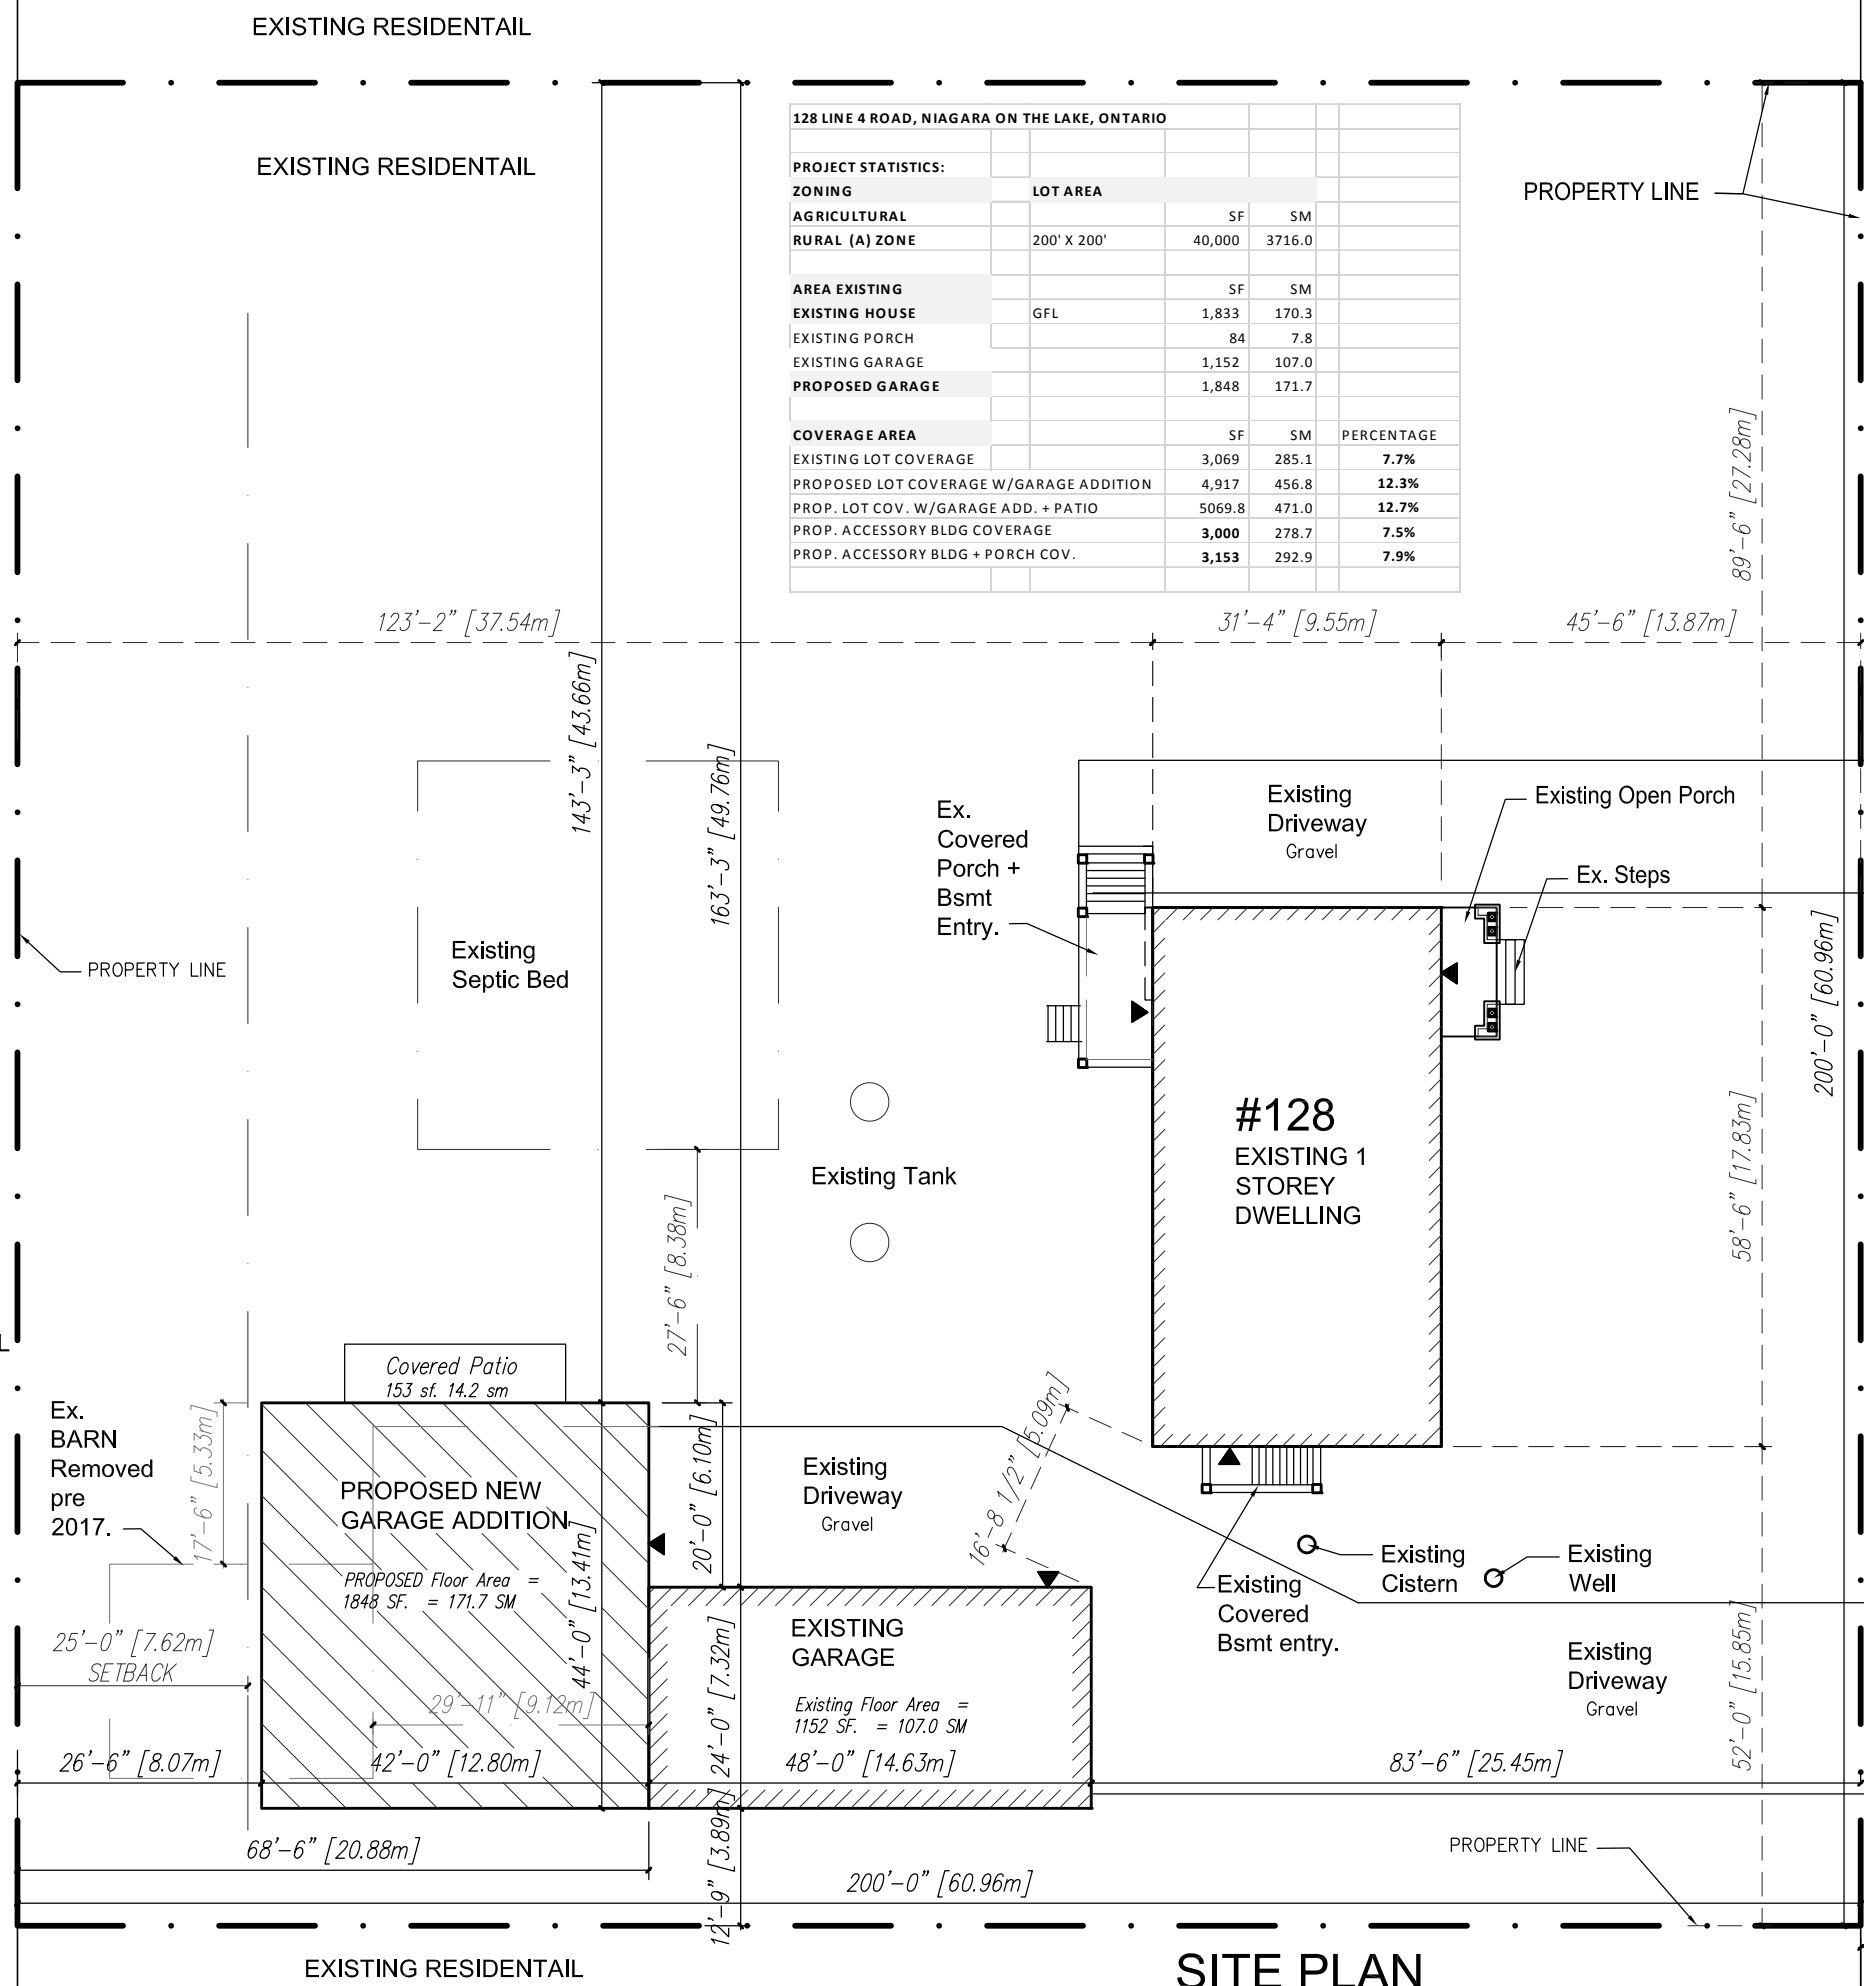 EXISTING RESIDENTAIL
EXISTING RESIDENTAIL
128 LINE 4 ROAD, NIAGARA ON THE LAKE, ONTARIO
PROJECT STATISTICS:
ZONING LOT AREA
AGRICULTURAL SF SM
RURAL (A) ZONE 200' X 200' 40,000 3716.0
AREA EXISTING SF SM
EXISTING HOUSE GFL 1,833 170.3
EXISTING PORCH 84 7.8
EXISTING GARAGE 1,152 107.0
PROPOSED GARAGE 1,848 171.7
COVERAGE AREA SF SM PERCENTAGE
EXISTING LOT COVERAGE 3,069 285.1 7.7%
PROPOSED LOT COVERAGE W/GARAGE ADDITION 4,917 456.8 12.3%
PROP. LOT COV. W/GARAGE ADD. + PATIO 5069.8 471.0 12.7%
PROP. ACCESSORY BLDG COVERAGE 3,000 278.7 7.5%
PROP. ACCESSORY BLDG + PORCH COV. 3,153 292.9 7.9%
PROPERTY LINE
89'-6" [27.28m]
123'-2" [37.54m]
31'-4" [9.55m]
45'-6" [13.87m]
143'-3" [43.66m]
163'-3" [49.76m]
Ex.
Covered
Porch +
Bsmt
Entry.
Existing
Driveway
Gravel
Existing Open Porch
Ex. Steps
PROPERTY LINE
Existing
Septic Bed
200'-0" [60.96m]
#128
EXISTING 1
STOREY
DWELLING
Existing Tank
58'-6" [17.83m]
27'-6" [8.38m]
Covered Patio
153 sf. 14.2 sm
Ex.
BARN
Removed
pre
2017.
17'-6" [5.33m]
PROPOSED NEW
GARAGE ADDITION
PROPOSED Floor Area =
1848 SF. = 171.7 SM
44'-0" [13.41m]
20'-0" [6.10m]
Existing
Driveway
Gravel
16'-8 1/2" [5.09m]
Existing
Covered
Bsmt entry.
Existing
Cistern
Existing
Well
25'-0" [7.62m]
SETBACK
29'-11" [9.12m]
EXISTING
GARAGE
Existing Floor Area =
1152 SF. = 107.0 SM
24'-0" [7.32m]
Existing
Driveway
Gravel
52'-0" [15.85m]
26'-6" [8.07m]
42'-0" [12.80m]
48'-0" [14.63m]
83'-6" [25.45m]
12'-9" [3.89m]
68'-6" [20.88m]
PROPERTY LINE
200'-0" [60.96m]
EXISTING RESIDENTAIL
SITE PLAN